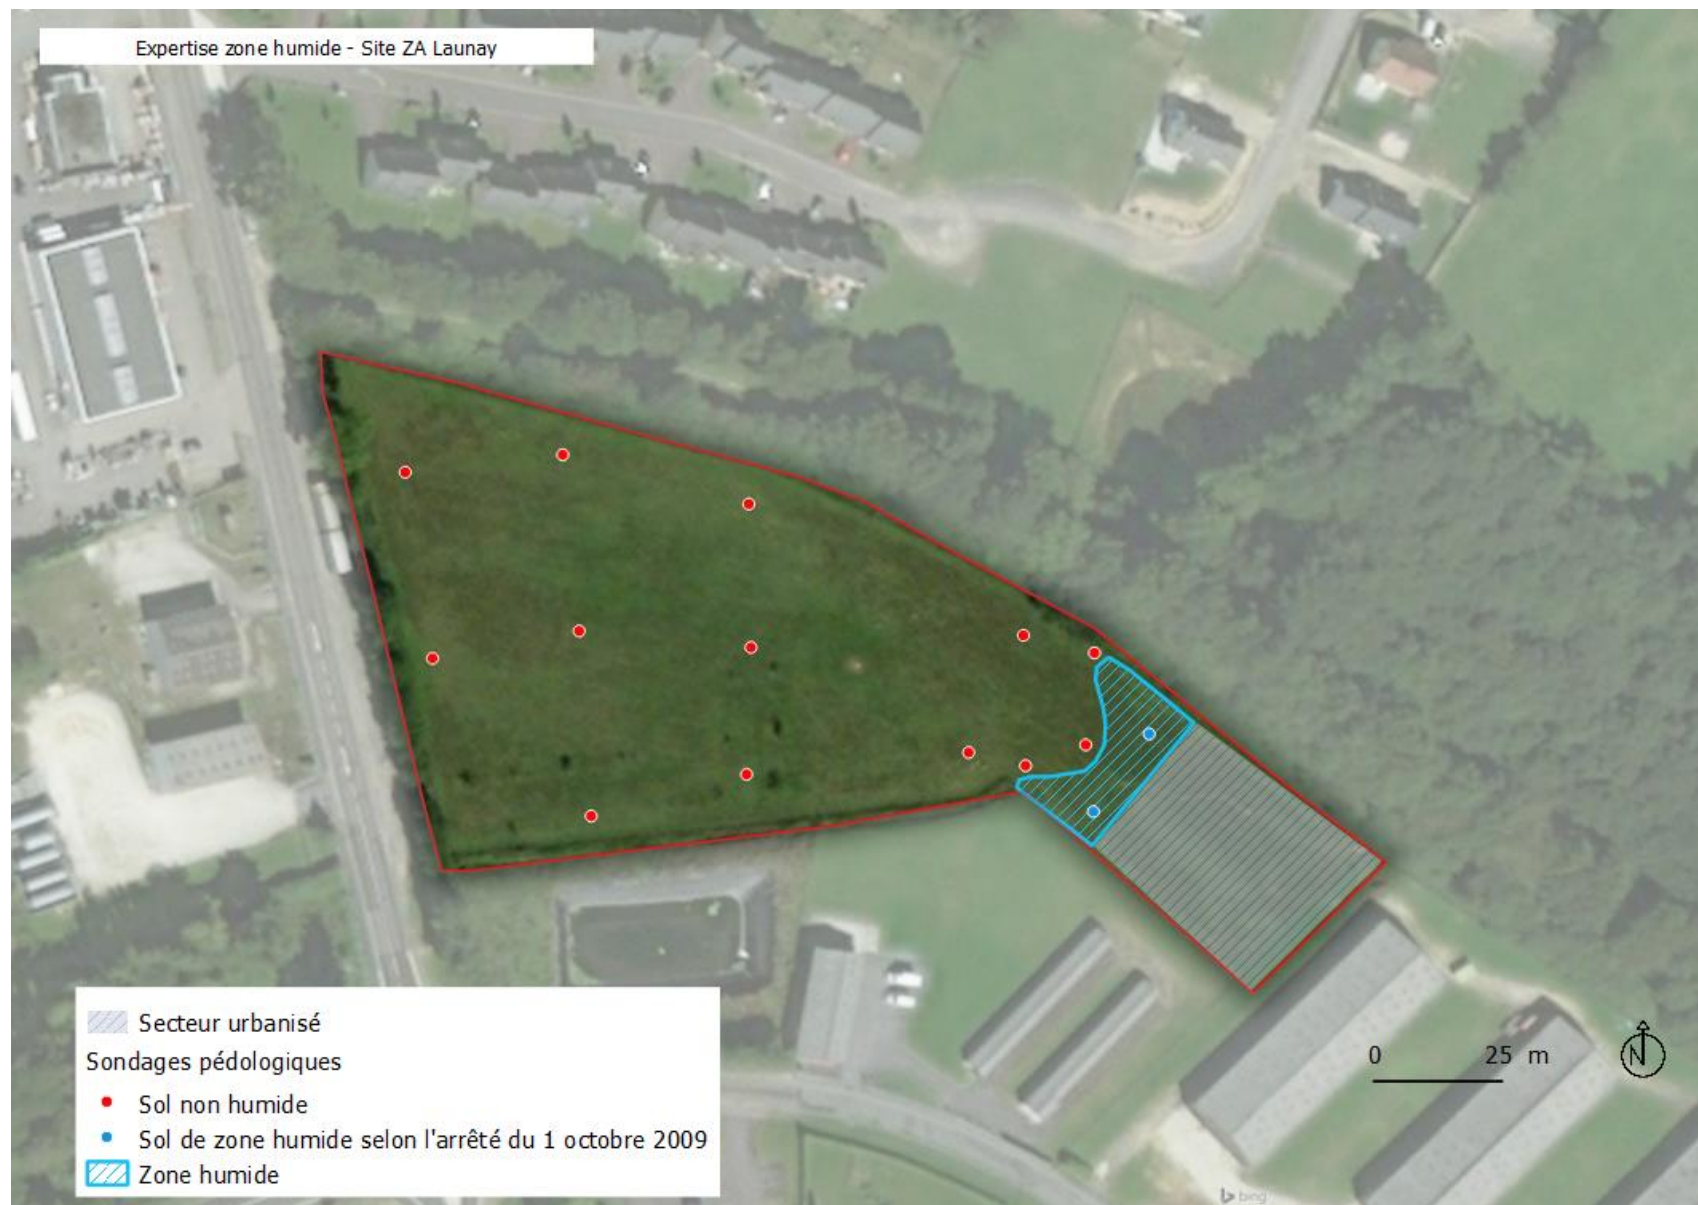 Expertise zone humide - Site ZA Launay
Secteur urbanisé
Sondages pédologiques
Sol non humide
Sol de zone humide selon l'arrêté du 1 octobre 2009
Zone humide
0 25 m
N
bing